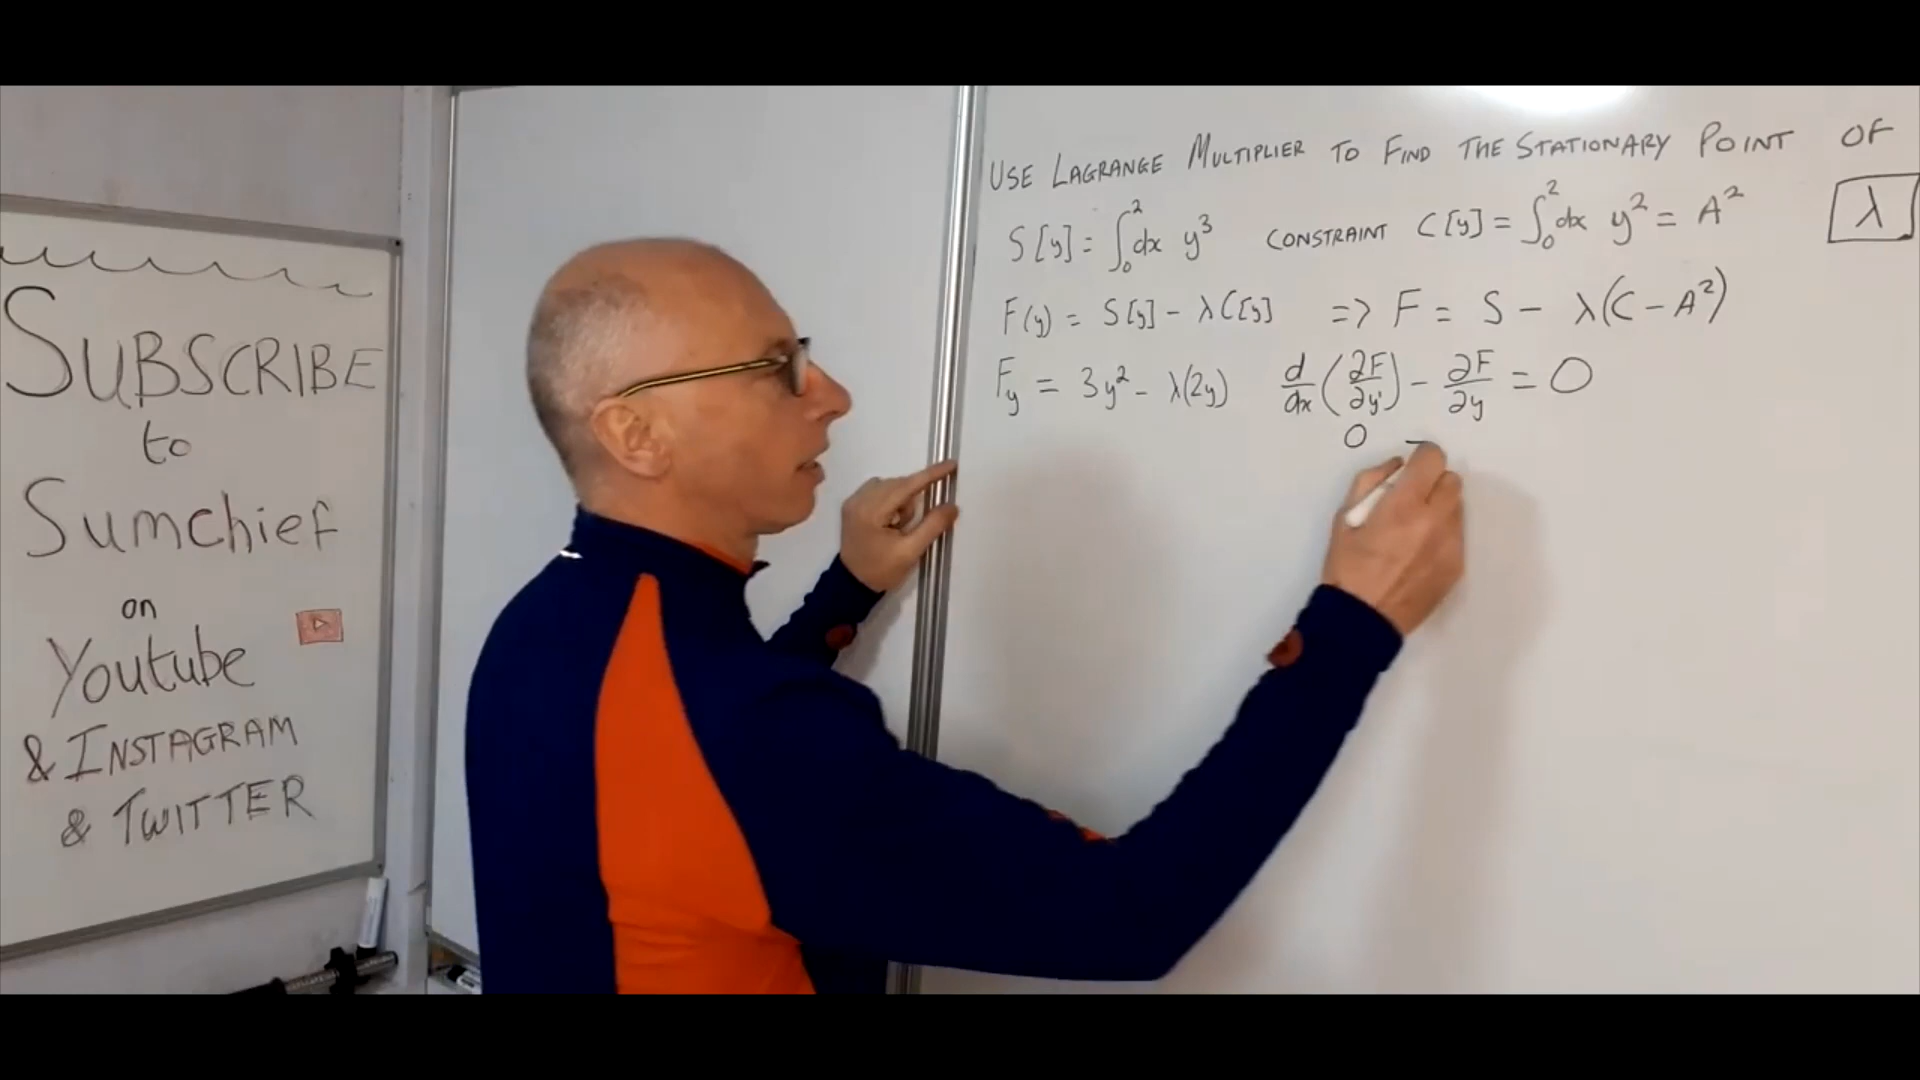 SUBSCRIBE
to
Sumchief
on
Youtube
& INSTAGRAM
& TWITTER
USE LAGRANGE MULTIPLIER TO FIND THE STATIONARY POINT OF
S[y] = ∫₀² dx y³ CONSTRAINT C[y] = ∫₀² dx y² = A² λ
F(y) = S[y] - λC[y] => F = S - λ(C - A²)
F_y = 3y² - λ(2y) d/dx (∂F/∂y') - ∂F/∂y = 0
0 -